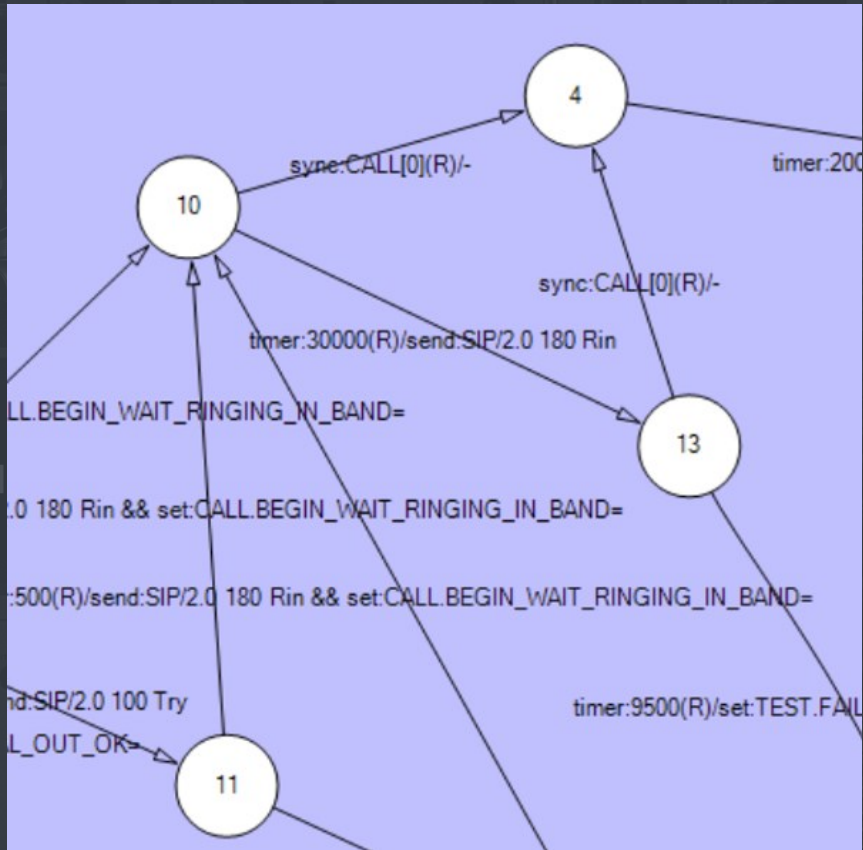 4
sync:CALL[0](R)/-
timer:200
10
sync:CALL[0](R)/-
timer:30000(R)/send:SIP/2.0 180 Rin
LL.BEGIN_WAIT_RINGING_IN_BAND=
13
.0 180 Rin && set:CALL.BEGIN_WAIT_RINGING_IN_BAND=
:500(R)/send:SIP/2.0 180 Rin && set:CALL.BEGIN_WAIT_RINGING_IN_BAND=
nd:SIP/2.0 100 Try
timer:9500(R)/set:TEST.FAIL
L_OUT_OK=
11